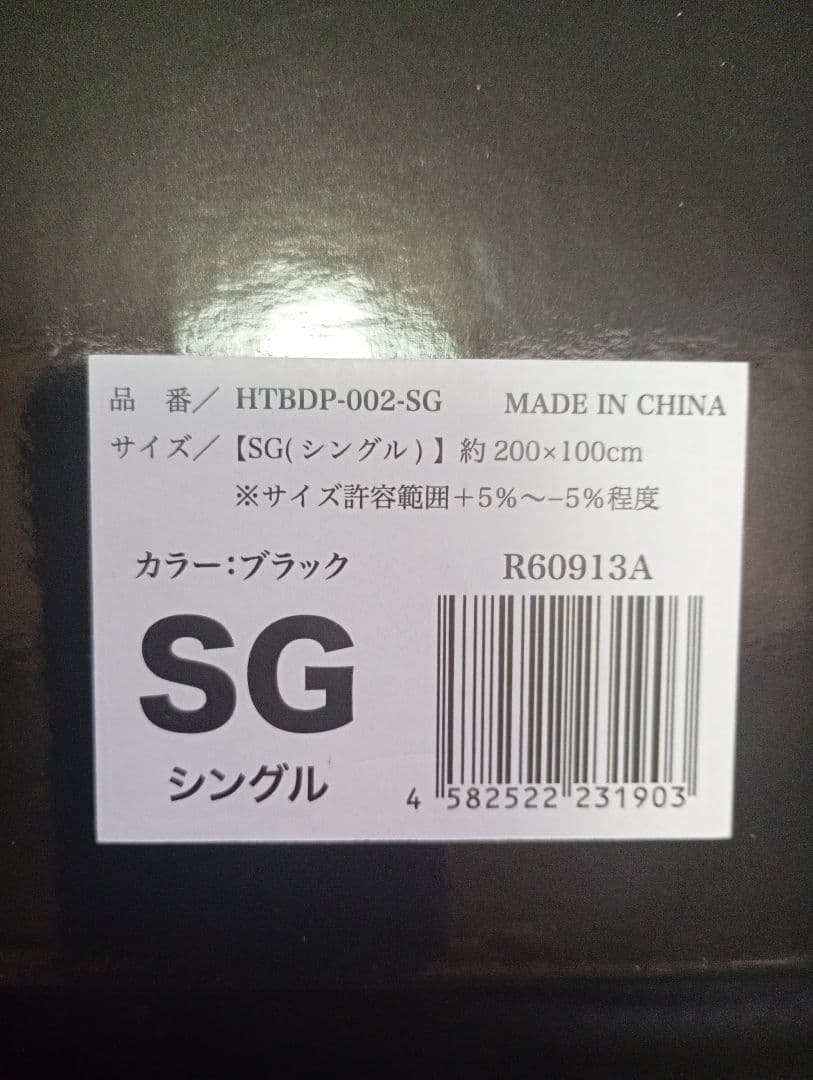 品　番／ HTBDP-002-SG　　MADE IN CHINA
サイズ／【SG(シングル)】約 200×100cm
※サイズ許容範囲＋5％～−5％程度
カラー：ブラック　　R60913A
SG
シングル
4 582522 231903